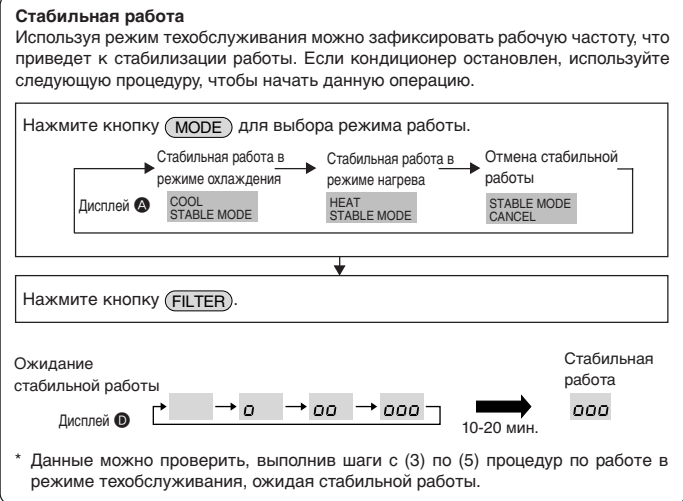 Стабильная работа
Используя режим техобслуживания можно зафиксировать рабочую частоту, что
приведет к стабилизации работы. Если кондиционер остановлен, используйте
следующую процедуру, чтобы начать данную операцию.
Нажмите кнопку MODE для выбора режима работы.
Стабильная работа в
режиме охлаждения
Стабильная работа в
режиме нагрева
Отмена стабильной
работы
Дисплей A
COOL
STABLE MODE
HEAT
STABLE MODE
STABLE MODE
CANCEL
Нажмите кнопку FILTER.
Ожидание
стабильной работы
Стабильная
работа
Дисплей D
o
oo
ooo
10-20 мин.
ooo
* Данные можно проверить, выполнив шаги с (3) по (5) процедур по работе в
режиме техобслуживания, ожидая стабильной работы.